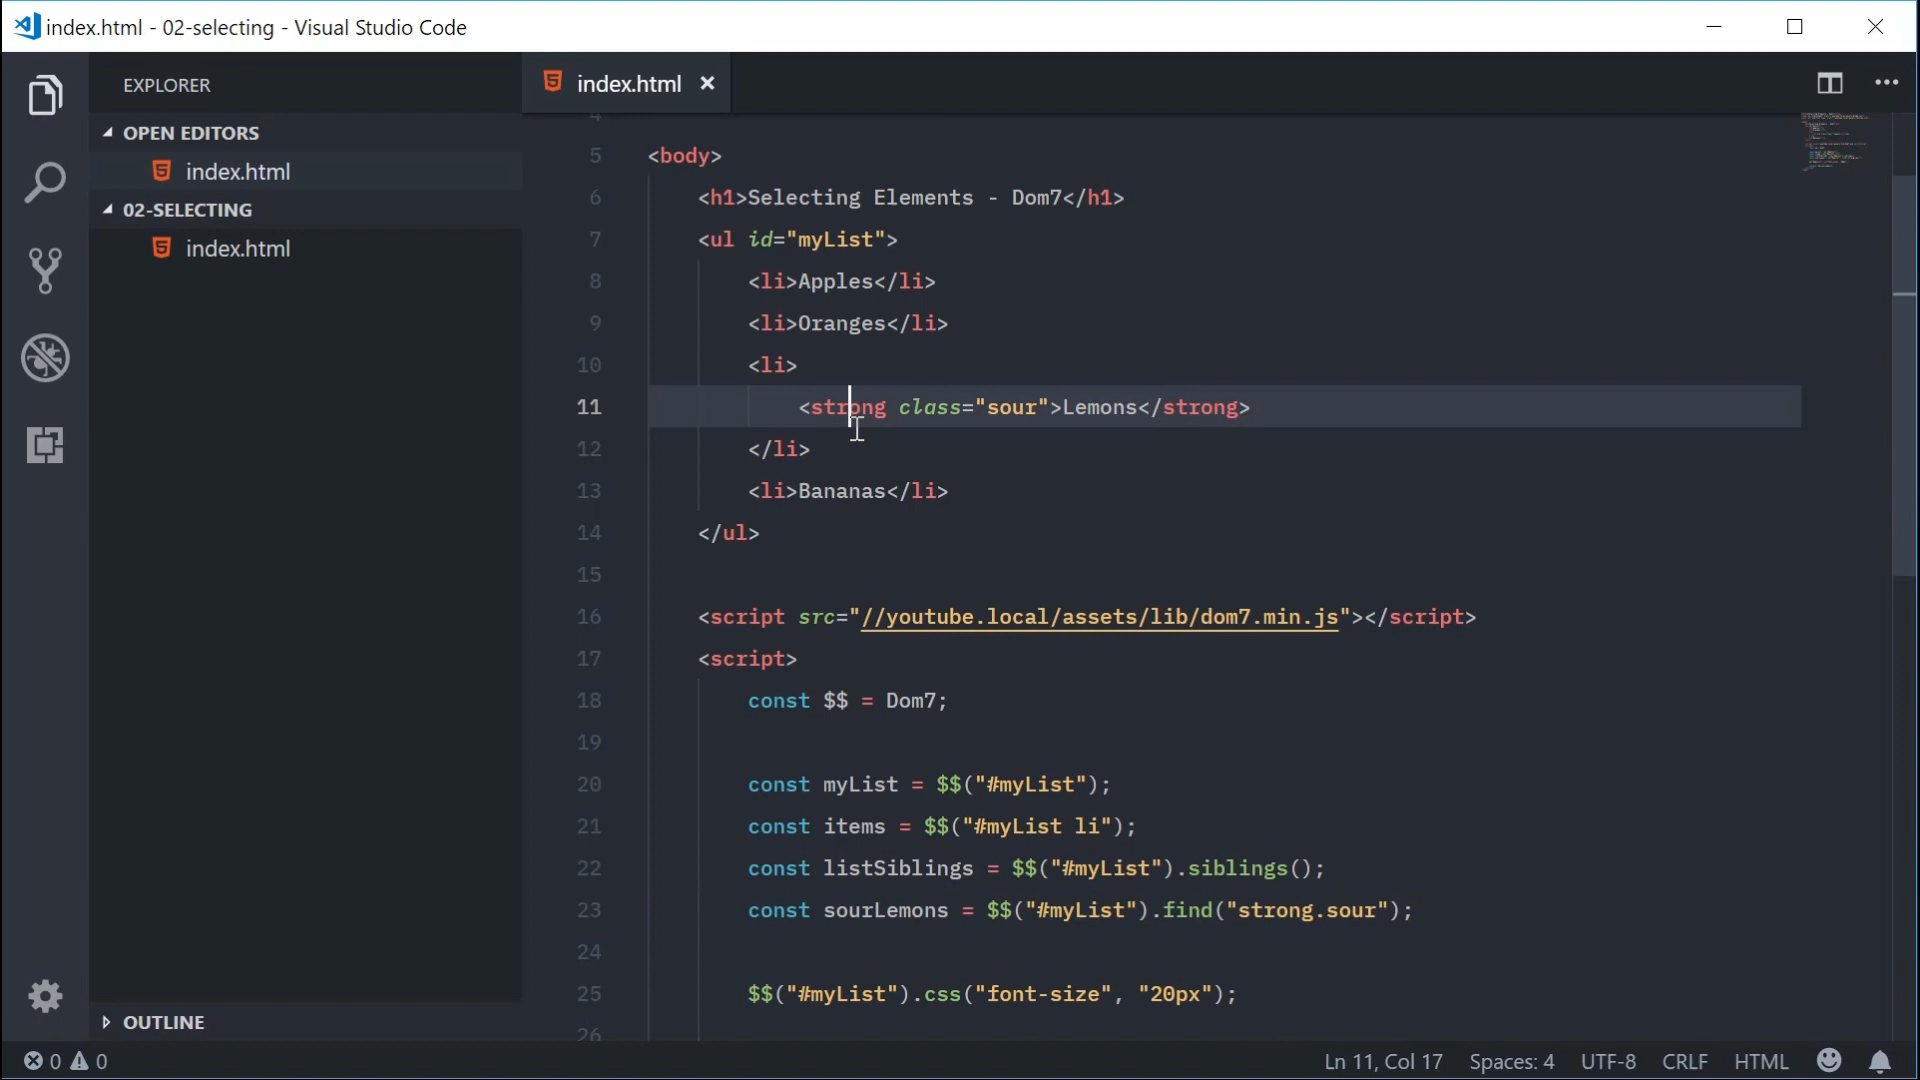 index.html - 02-selecting - Visual Studio Code
EXPLORER
index.html
OPEN EDITORS
index.html
02-SELECTING
index.html
OUTLINE
4
5 <body>
6 <h1>Selecting Elements - Dom7</h1>
7 <ul id="myList">
8 <li>Apples</li>
9 <li>Oranges</li>
10 <li>
11 <strong class="sour">Lemons</strong>
12 </li>
13 <li>Bananas</li>
14 </ul>
15
16 <script src="//youtube.local/assets/lib/dom7.min.js"></script>
17 <script>
18 const $$ = Dom7;
19
20 const myList = $$("#myList");
21 const items = $$("#myList li");
22 const listSiblings = $$("#myList").siblings();
23 const sourLemons = $$("#myList").find("strong.sour");
24
25 $$("#myList").css("font-size", "20px");
26
0 0 Ln 11, Col 17 Spaces: 4 UTF-8 CRLF HTML